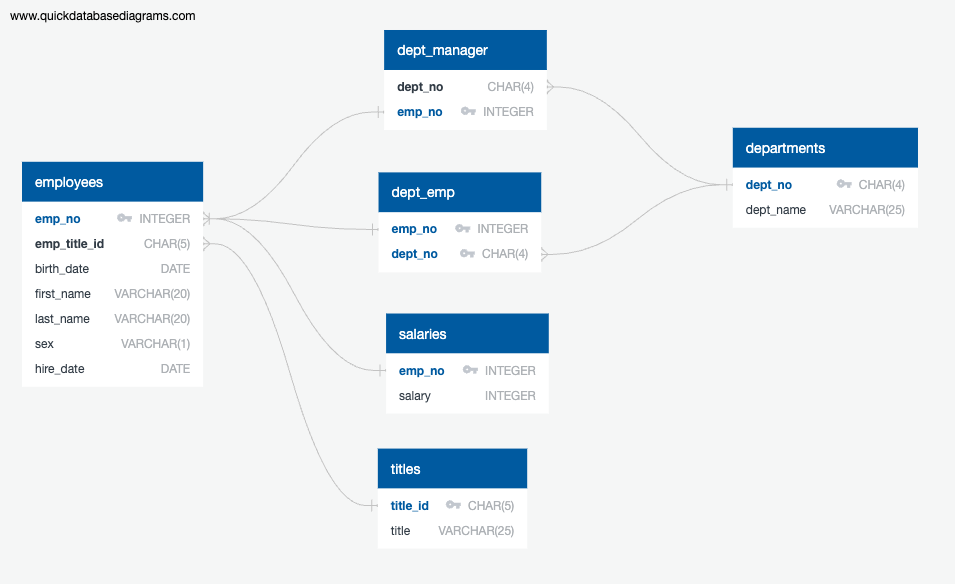 www.quickdatabasediagrams.com
dept_manager
dept_no CHAR(4)
emp_no INTEGER
employees
emp_no INTEGER
emp_title_id CHAR(5)
birth_date DATE
first_name VARCHAR(20)
last_name VARCHAR(20)
sex VARCHAR(1)
hire_date DATE
dept_emp
emp_no INTEGER
dept_no CHAR(4)
departments
dept_no CHAR(4)
dept_name VARCHAR(25)
salaries
emp_no INTEGER
salary INTEGER
titles
title_id CHAR(5)
title VARCHAR(25)